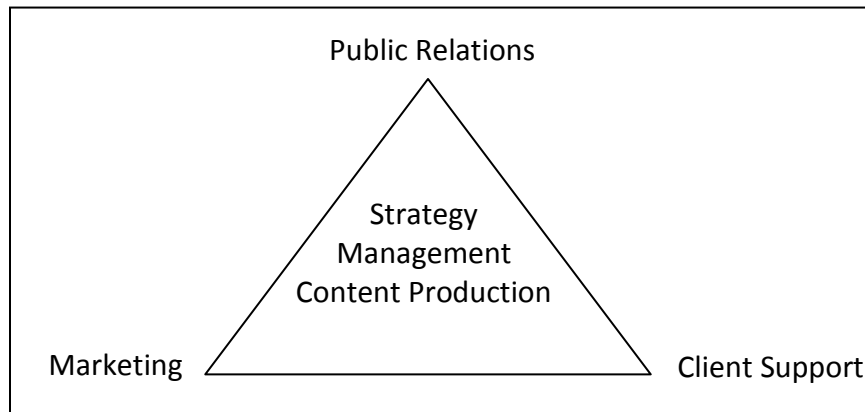 Public Relations
Strategy
Management
Content Production
Marketing
Client Support